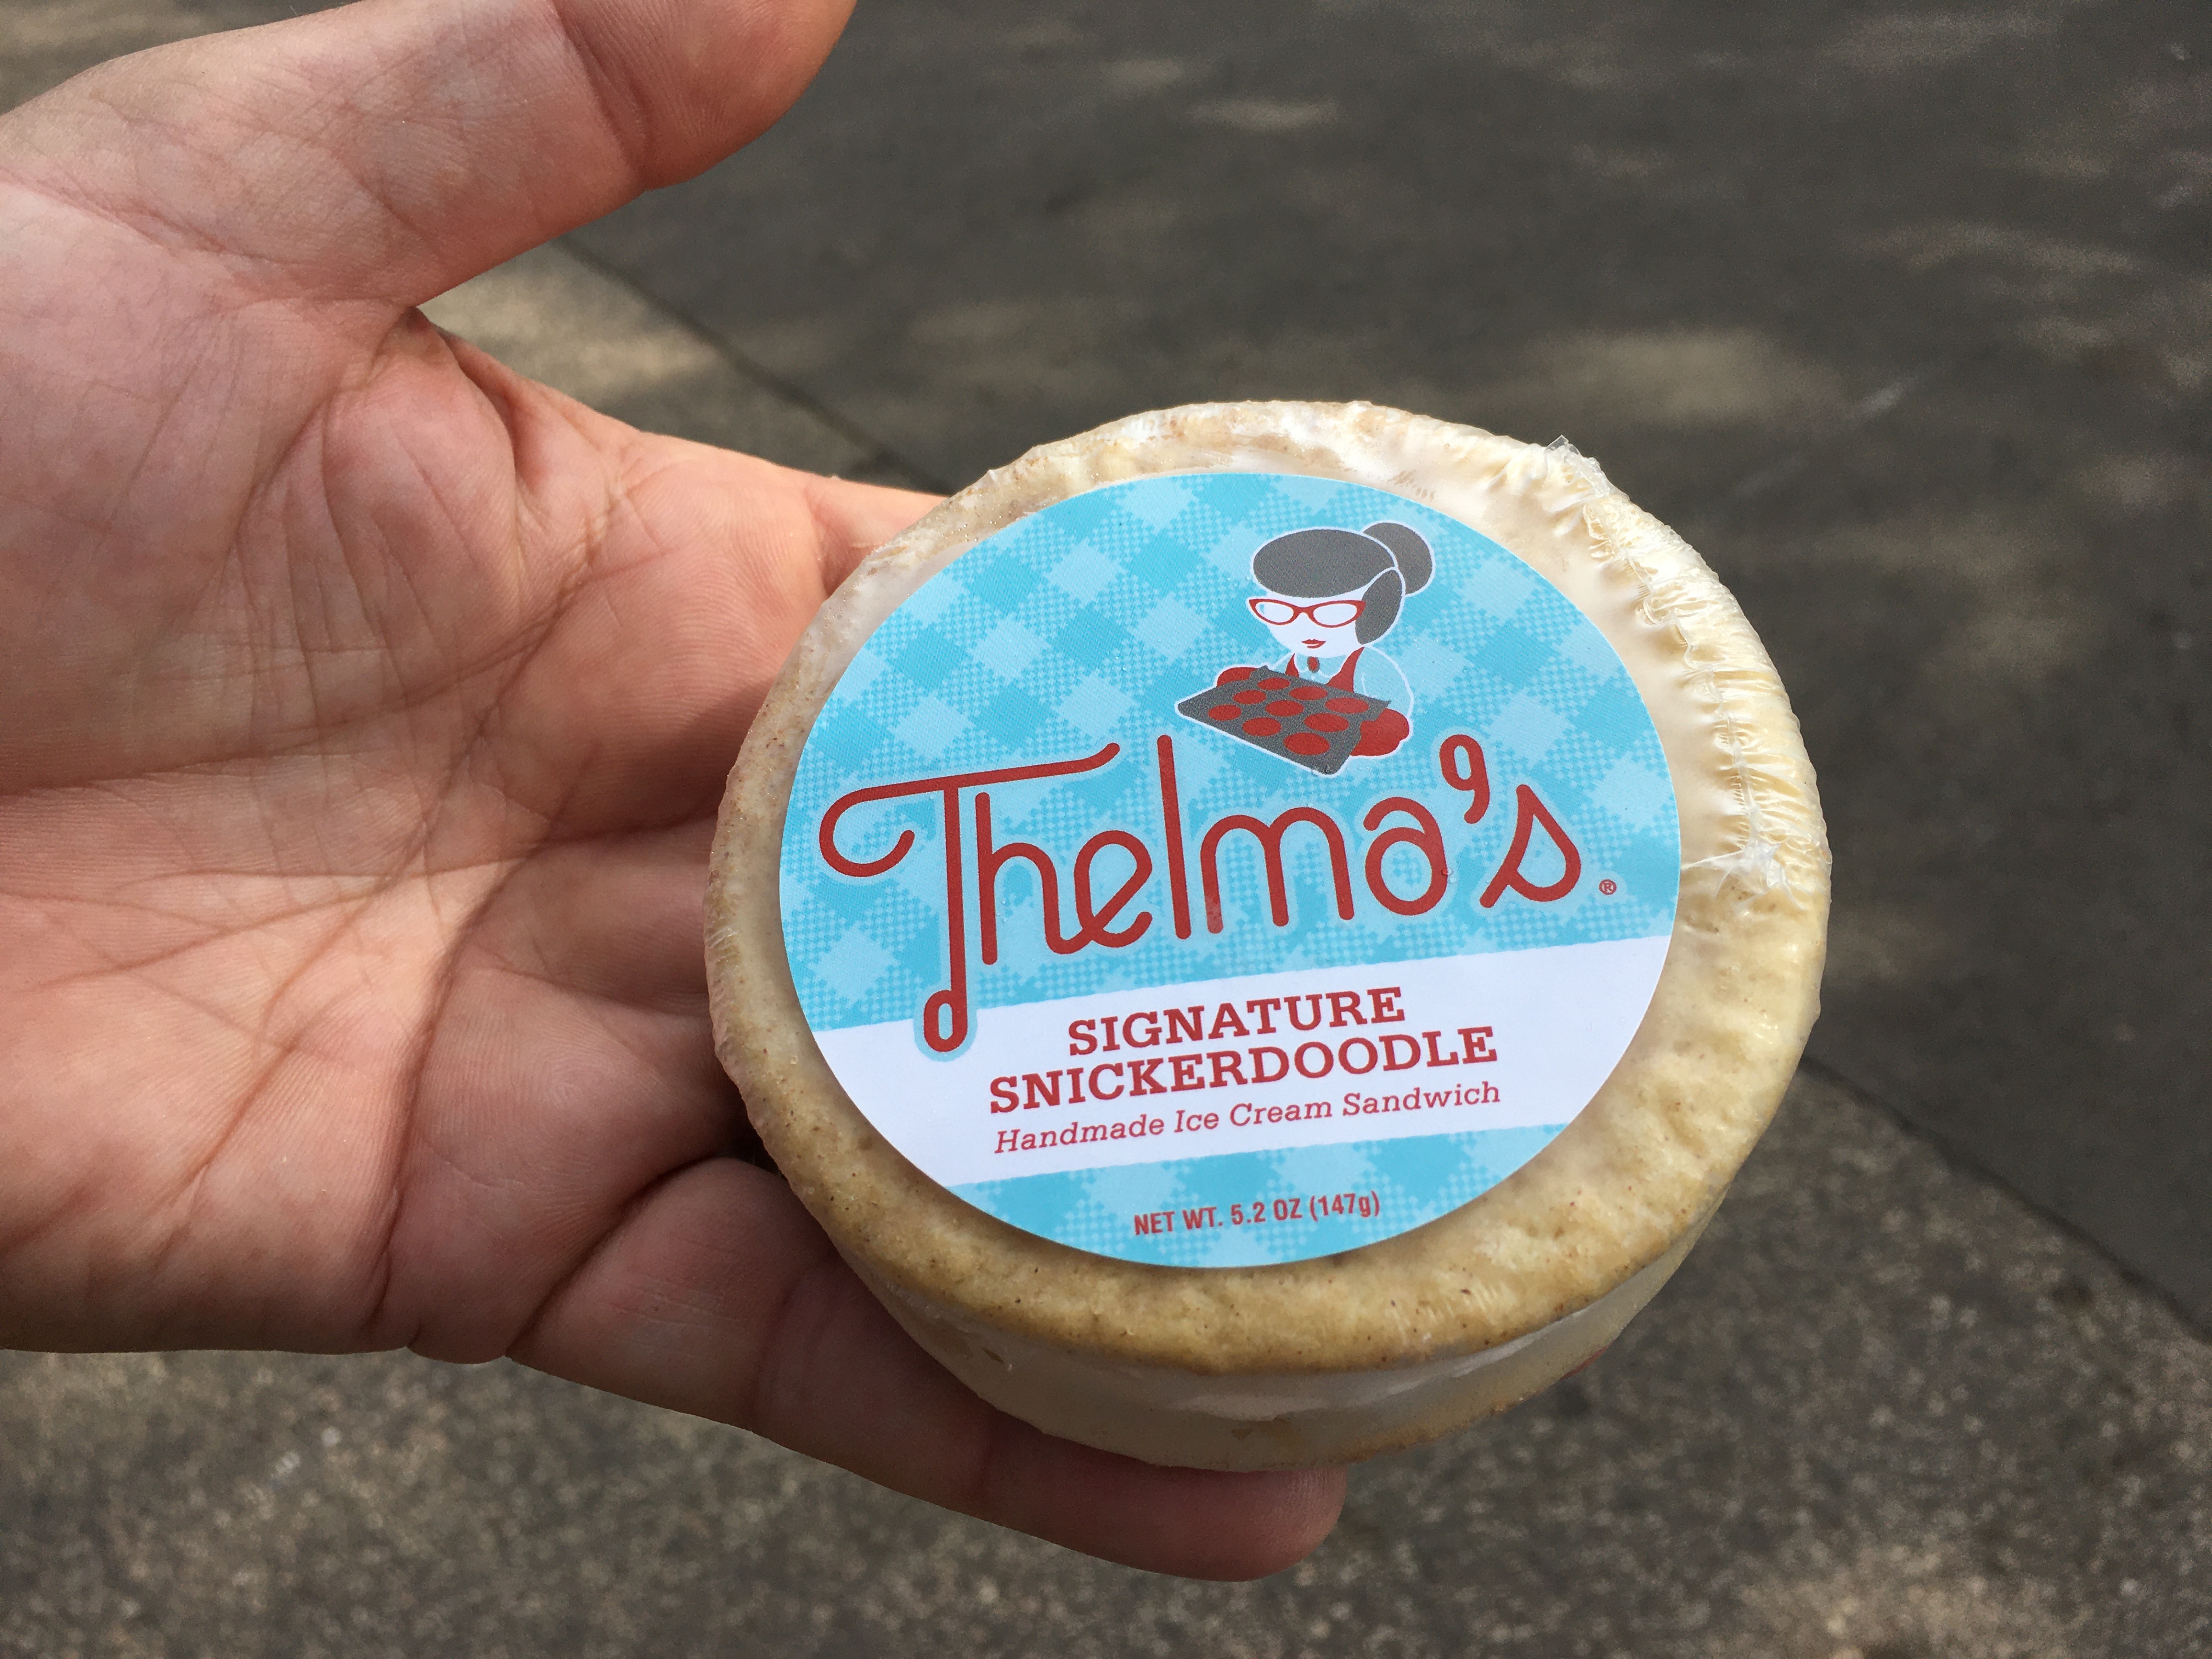 Thelma's®
SIGNATURE
SNICKERDOODLE
Handmade Ice Cream Sandwich
NET WT. 5.2 OZ (147g)